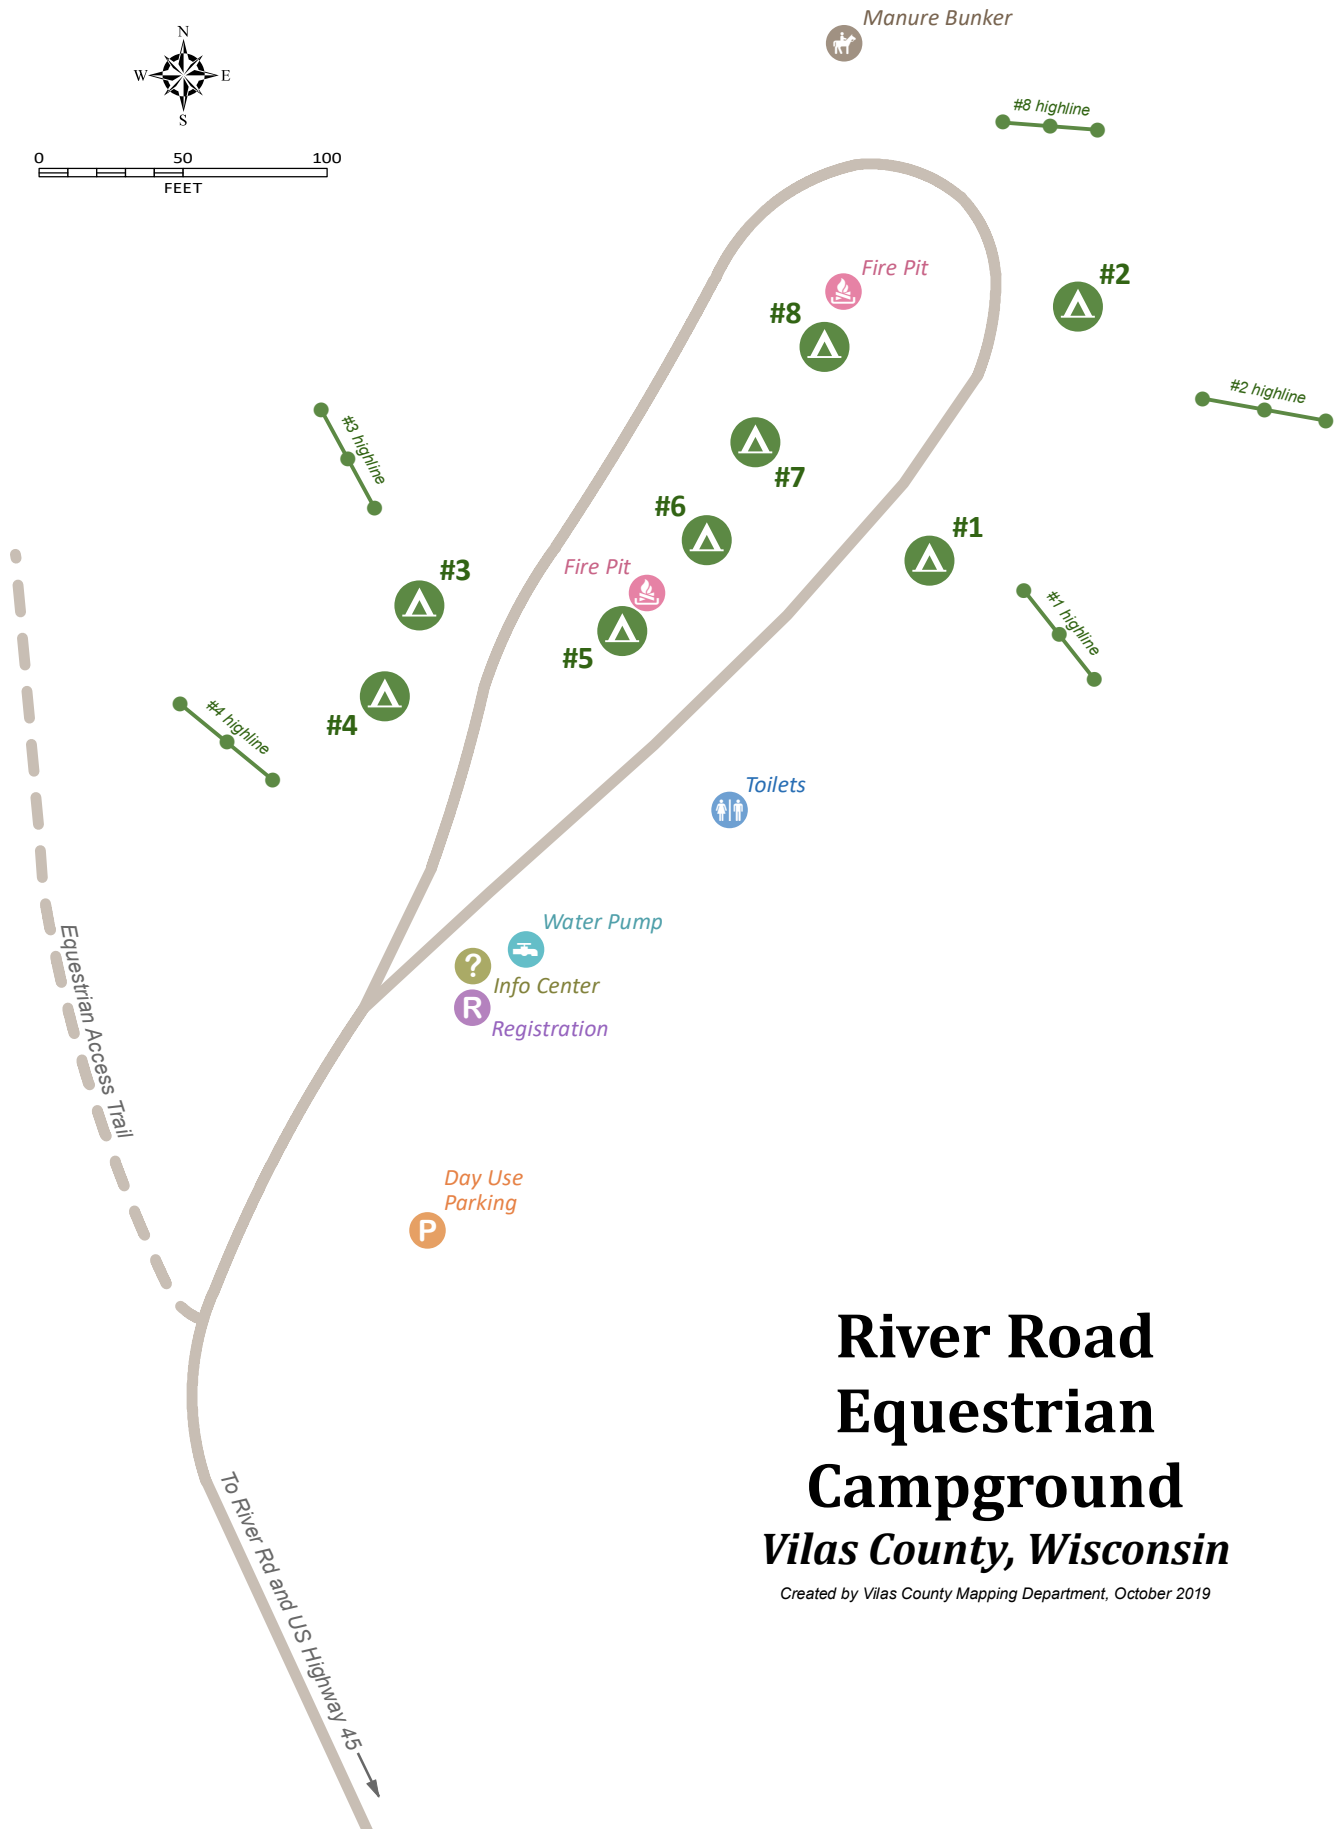 Manure Bunker
N
W E
S
#8 highline
0 50 100
FEET
Fire Pit
#2
#8
#2 highline
#3 highline
#7
#6
#1
Fire Pit
#3
#1 highline
#5
#4
#4 highline
Toilets
Water Pump
?
Info Center
R
Registration
Equestrian Access Trail
Day Use
Parking
P
River Road
Equestrian
Campground
Vilas County, Wisconsin
Created by Vilas County Mapping Department, October 2019
To River Rd and US Highway 45